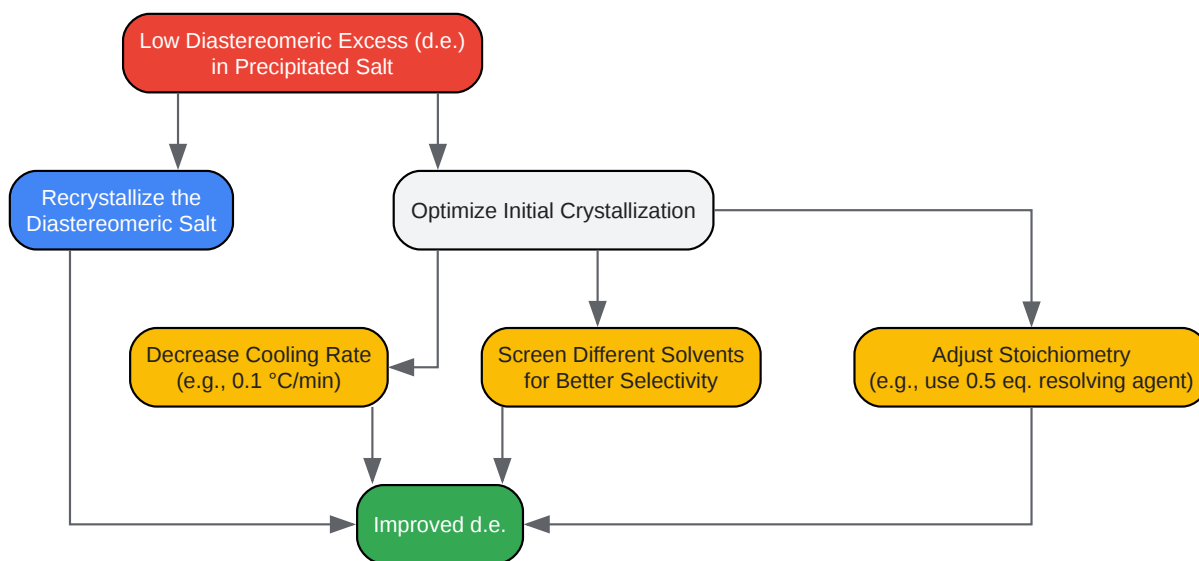 Low Diastereomeric Excess (d.e.)
in Precipitated Salt
Recrystallize the
Diastereomeric Salt
Optimize Initial Crystallization
Decrease Cooling Rate
(e.g., 0.1 °C/min)
Screen Different Solvents
for Better Selectivity
Adjust Stoichiometry
(e.g., use 0.5 eq. resolving agent)
Improved d.e.